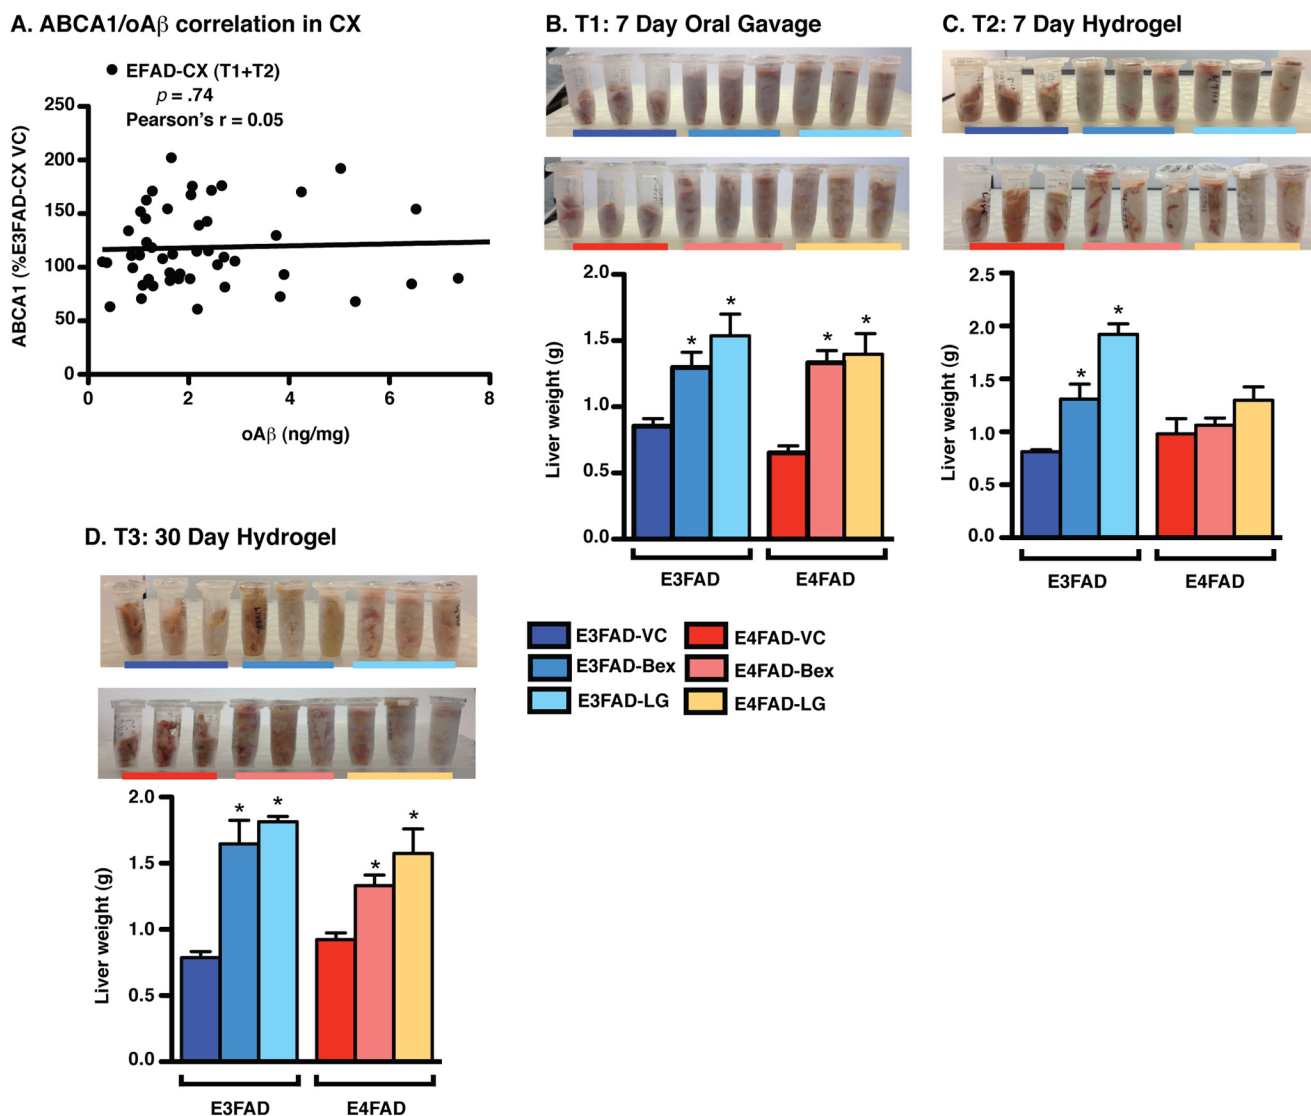 A. ABCA1/oAβ correlation in CX
EFAD-CX (T1+T2)
p = .74
Pearson's r = 0.05
ABCA1 (%E3FAD-CX VC)
250
200
150
100
50
0
0 2 4 6 8
oAβ (ng/mg)
B. T1: 7 Day Oral Gavage
Liver weight (g)
2.0
1.5
1.0
0.5
0.0
* * * *
E3FAD E4FAD
C. T2: 7 Day Hydrogel
Liver weight (g)
2.5
2.0
1.5
1.0
0.5
0.0
* *
E3FAD E4FAD
D. T3: 30 Day Hydrogel
Liver weight (g)
2.0
1.5
1.0
0.5
0.0
* * * *
E3FAD E4FAD
E3FAD-VC E4FAD-VC
E3FAD-Bex E4FAD-Bex
E3FAD-LG E4FAD-LG